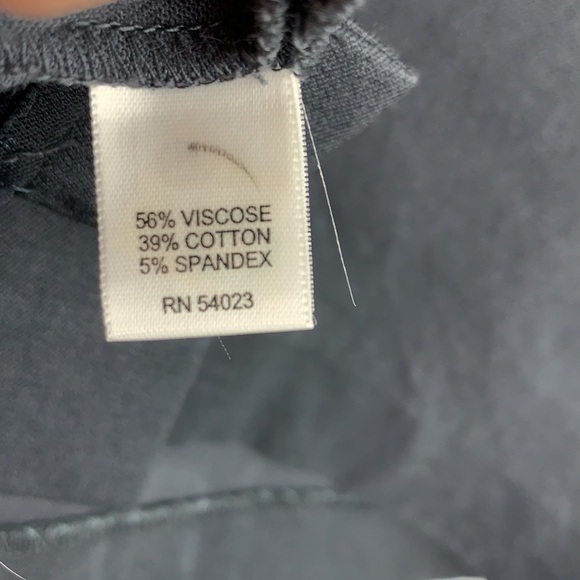 56% VISCOSE
39% COTTON
5% SPANDEX
RN 54023